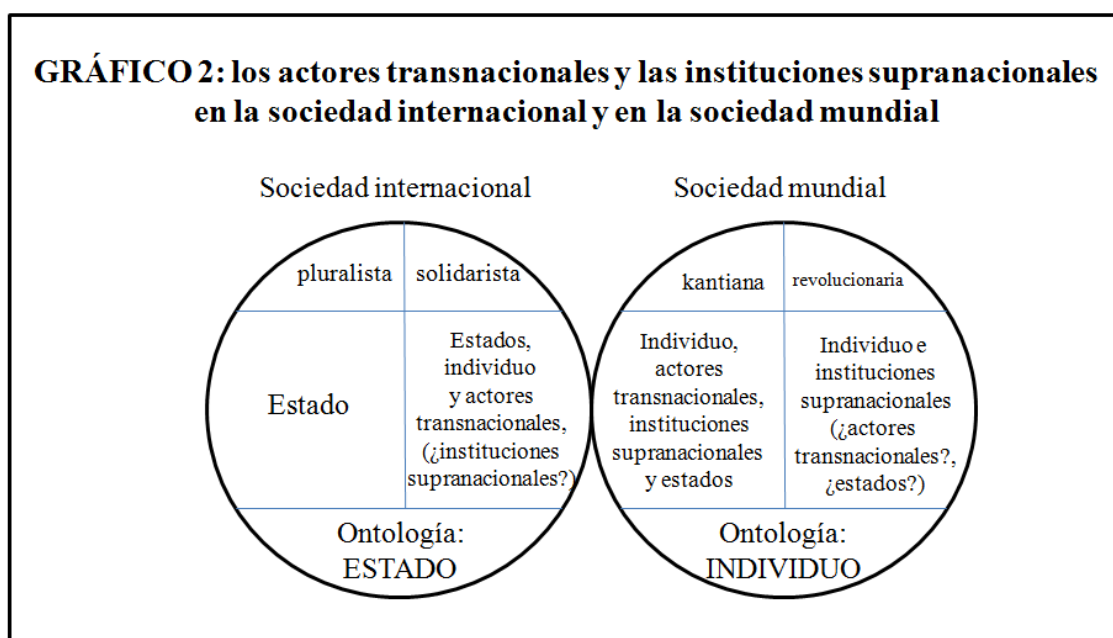 GRÁFICO 2: los actores transnacionales y las instituciones supranacionales
en la sociedad internacional y en la sociedad mundial
Sociedad internacional
pluralista
solidarista
Estado
Estados,
individuo
y actores
transnacionales,
(¿instituciones
supranacionales?)
Ontología:
ESTADO
Sociedad mundial
kantiana
revolucionaria
Individuo,
actores
transnacionales,
instituciones
supranacionales
y estados
Individuo e
instituciones
supranacionales
(¿actores
transnacionales?,
¿estados?)
Ontología:
INDIVIDUO